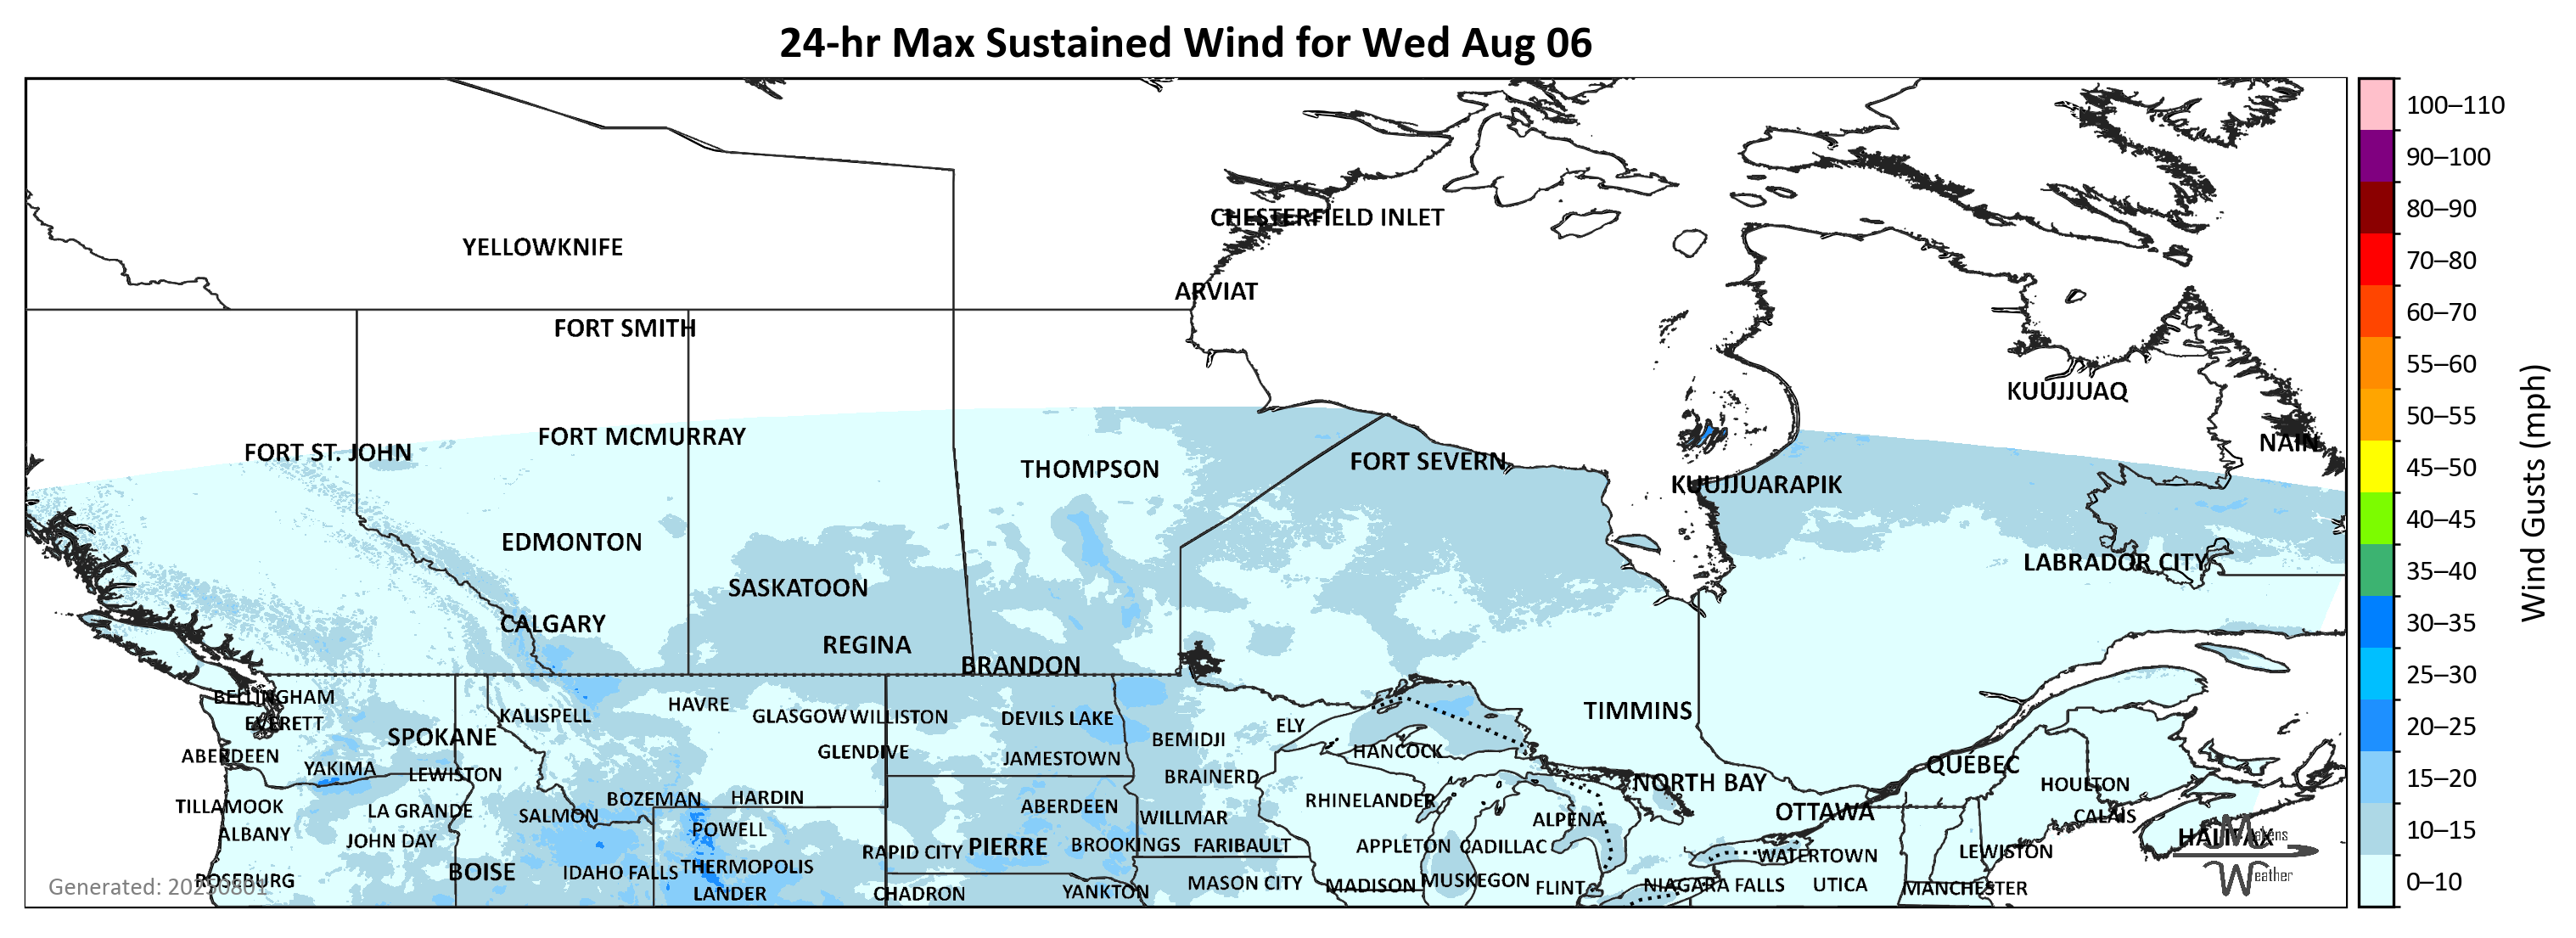 24-hr Max Sustained Wind for Wed Aug 06
100–110
90–100
80–90
70–80
60–70
55–60
50–55
45–50
40–45
35–40
30–35
25–30
20–25
15–20
10–15
0–10
Wind Gusts (mph)
CHESTERFIELD INLET
YELLOWKNIFE
ARVIAT
FORT SMITH
KUUJJUAQ
FORT MCMURRAY
NAIN
FORT ST. JOHN
FORT SEVERN
THOMPSON
KUUJJUARAPIK
EDMONTON
LABRADOR CITY
SASKATOON
CALGARY
REGINA
BRANDON
BELLINGHAM
HAVRE
TIMMINS
KALISPELL
GLASGOW
WILLISTON
DEVILS LAKE
EVERETT
ELY
SPOKANE
BEMIDJI
HANCOCK
GLENDIVE
ABERDEEN
JAMESTOWN
QUÉBEC
YAKIMA
LEWISTON
BRAINERD
NORTH BAY
HOULTON
BOZEMAN
HARDIN
RHINELANDER
TILLAMOOK
LA GRANDE
ABERDEEN
SALMON
WILLMAR
ALPENA
OTTAWA
CALAIS
ALBANY
POWELL
HALIFAX
JOHN DAY
RAPID CITY
PIERRE
BROOKINGS
FARIBAULT
APPLETON
CADILLAC
WATERTOWN
LEWISTON
BOISE
IDAHO FALLS
THERMOPOLIS
ROSEBURG
MASON CITY
MADISON
MUSKEGON
FLINT
NIAGARA FALLS
UTICA
MANCHESTER
LANDER
CHADRON
YANKTON
Generated: 20250801
Makens
Weather